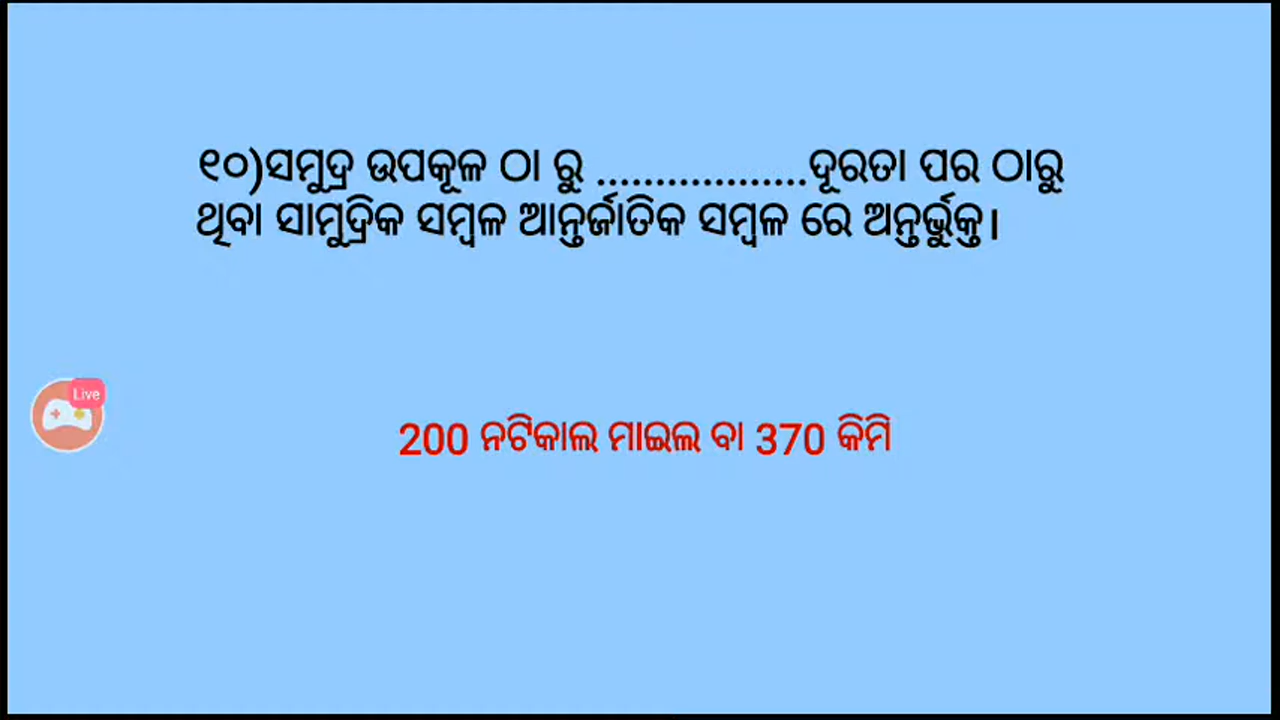 ୧୦)ସମୁଦ୍ର ଉପକୂଳ ଠା ରୁ ..................ଦୂରତା ପର ଠାରୁ
ଥିବା ସାମୁଦ୍ରିକ ସମ୍ବଳ ଆନ୍ତର୍ଜାତିକ ସମ୍ବଳ ରେ ଅନ୍ତର୍ଭୁକ୍ତ।
Live
200 ନଟିକାଲ ମାଇଲ ବା 370 କିମି